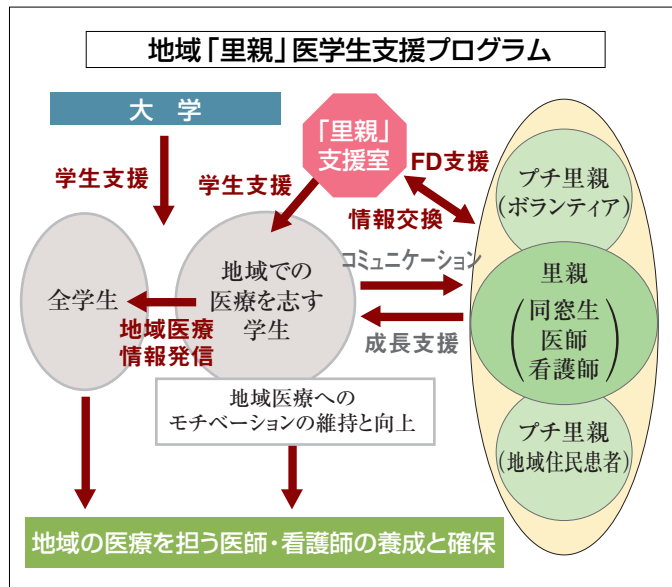 地域「里親」医学生支援プログラム
大　学
「里親」
支援室
学生支援
学生支援
FD支援
情報交換
プチ里親
(ボランティア)
全学生
地域での
医療を志す
学生
コミュニケーション
里親
(同窓生
医師
看護師)
地域医療
情報発信
成長支援
地域医療への
モチベーションの維持と向上
プチ里親
(地域住民患者)
地域の医療を担う医師・看護師の養成と確保